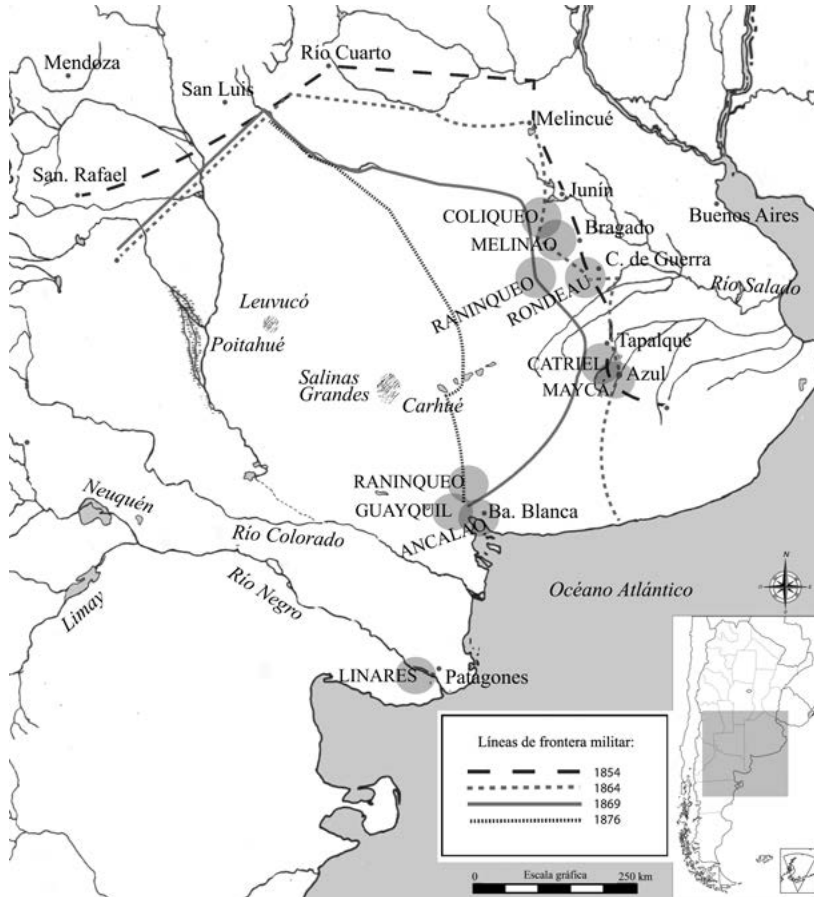 Mendoza
Río Cuarto
San Luis
Melincué
San. Rafael
Junín
COLIQUEO
Buenos Aires
MELINAO
Bragado
C. de Guerra
RANINQUEO
RONDEAU
Río Salado
Leuvucó
Poitahué
Tapalqué
CATRIEL
Azul
MAYCA
Salinas
Grandes
Carhué
RANINQUEO
GUAYQUIL
Ba. Blanca
ANCALAO
Neuquén
Río Colorado
Río Negro
Limay
Océano Atlántico
N
LINARES
Patagones
Líneas de frontera militar:
1854
1864
1869
1876
0 Escala gráfica 250 km